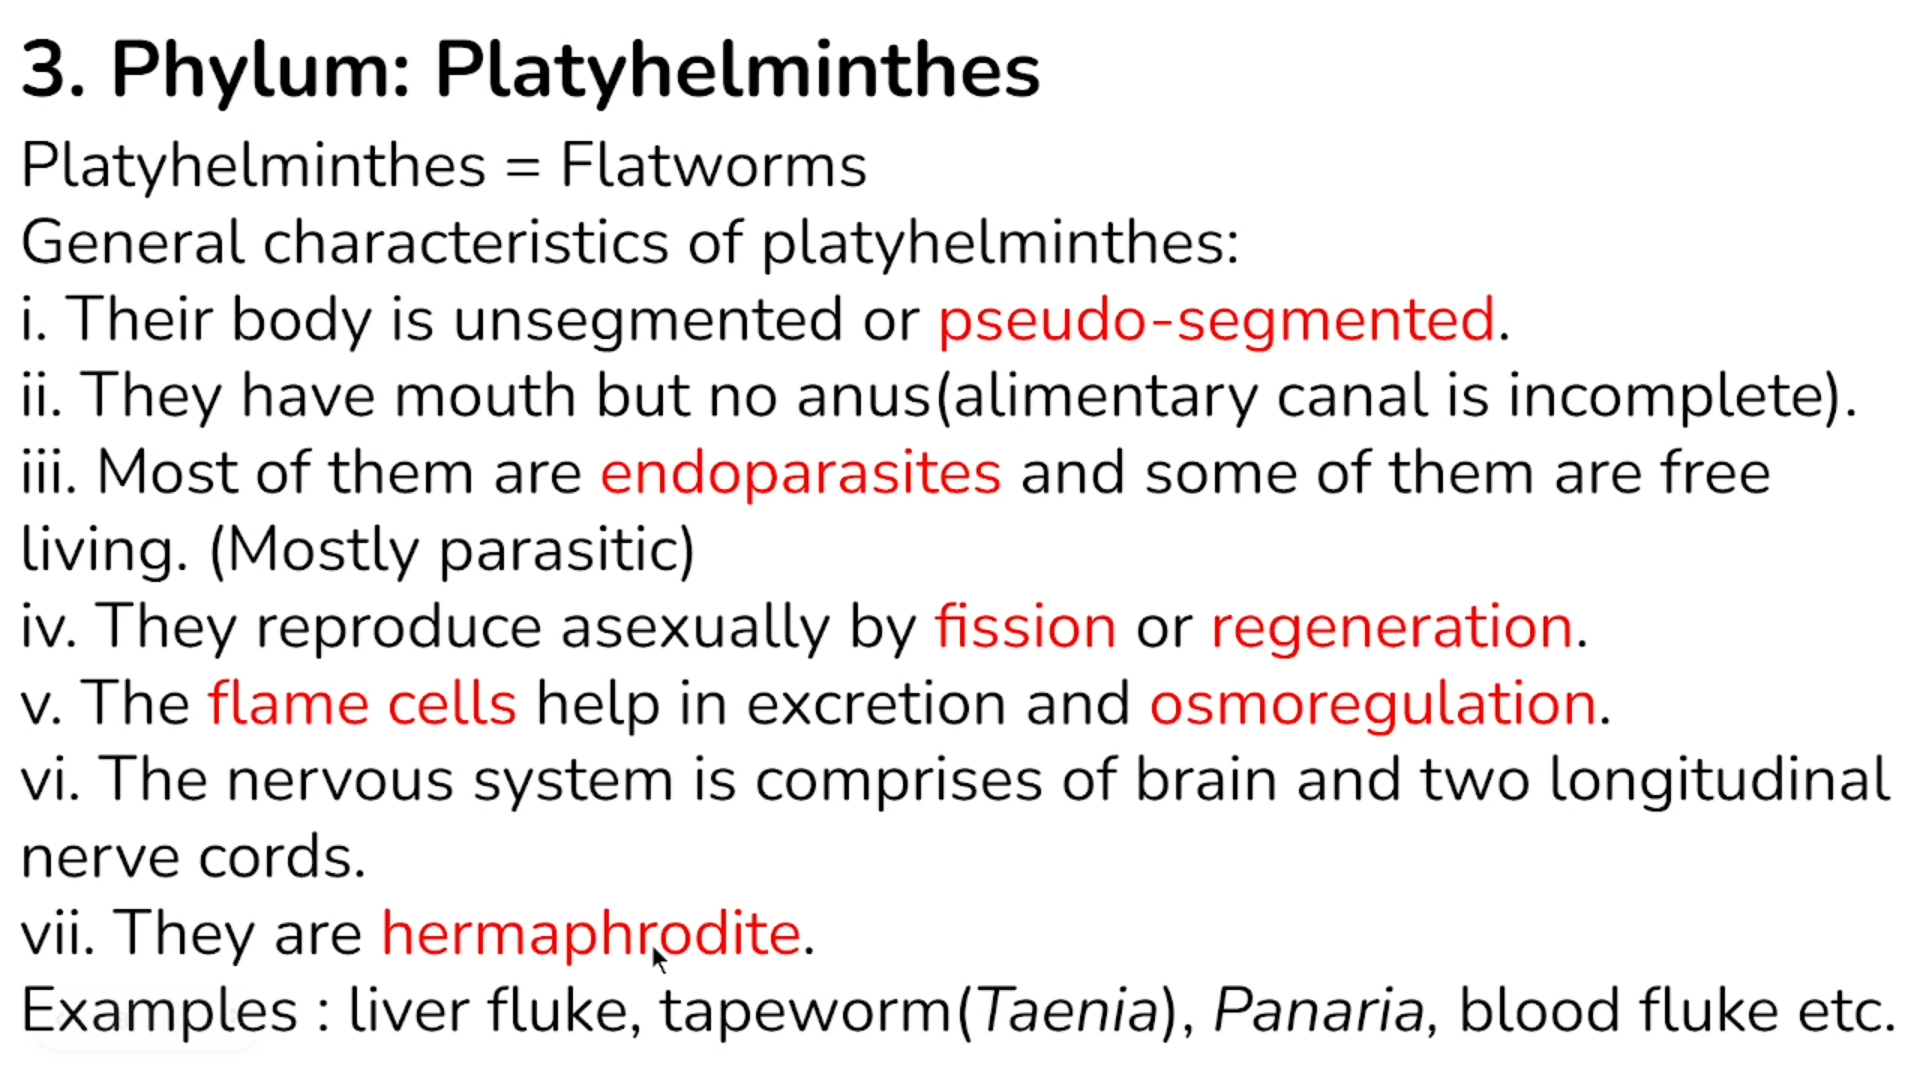 3. Phylum: Platyhelminthes
Platyhelminthes = Flatworms
General characteristics of platyhelminthes:
i. Their body is unsegmented or pseudo-segmented.
ii. They have mouth but no anus(alimentary canal is incomplete).
iii. Most of them are endoparasites and some of them are free
living. (Mostly parasitic)
iv. They reproduce asexually by fission or regeneration.
v. The flame cells help in excretion and osmoregulation.
vi. The nervous system is comprises of brain and two longitudinal
nerve cords.
vii. They are hermaphrodite.
Examples : liver fluke, tapeworm(Taenia), Panaria, blood fluke etc.